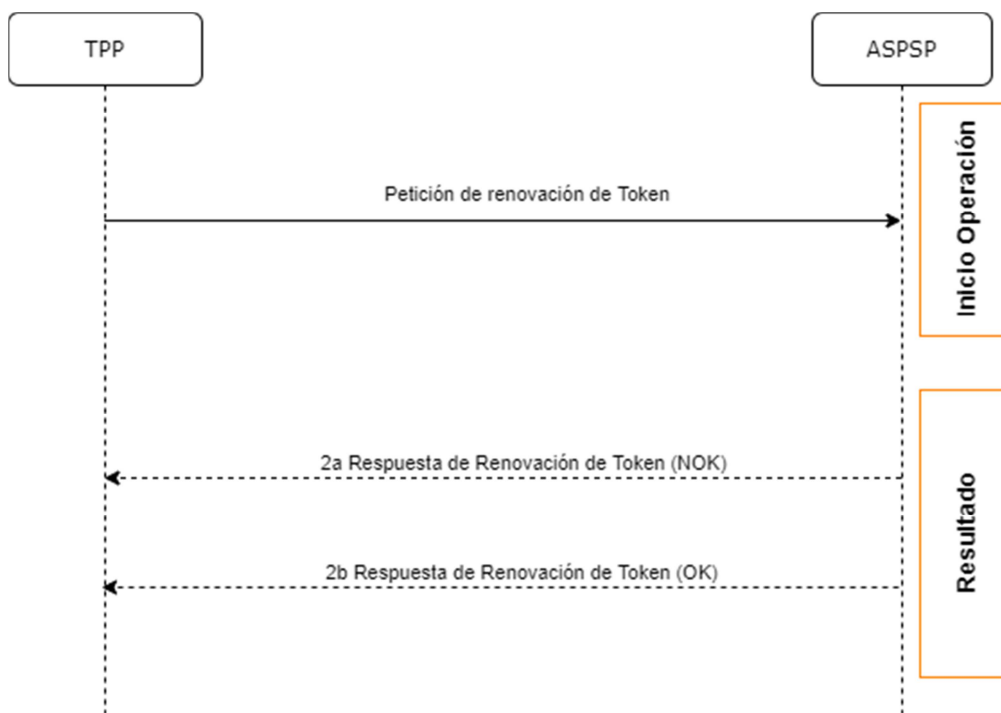 TPP
ASPSP
Inicio Operación
Petición de renovación de Token
2a Respuesta de Renovación de Token (NOK)
Resultado
2b Respuesta de Renovación de Token (OK)